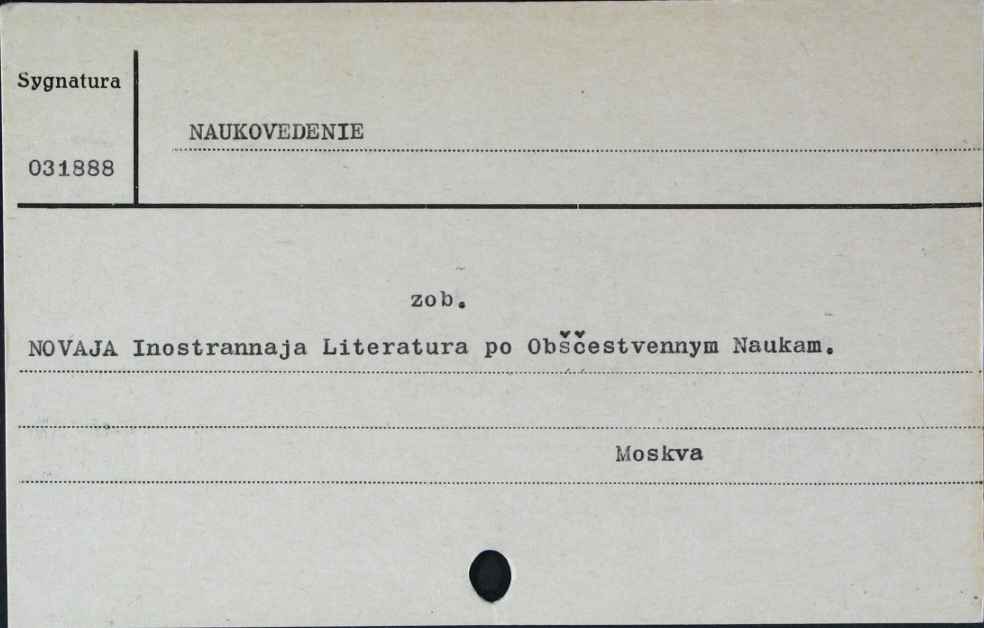 Sygnatura
NAUKOVEDENIE
031888
zob.
NOVAJA Inostrannaja Literatura po Obščestvennym Naukam.
Moskva